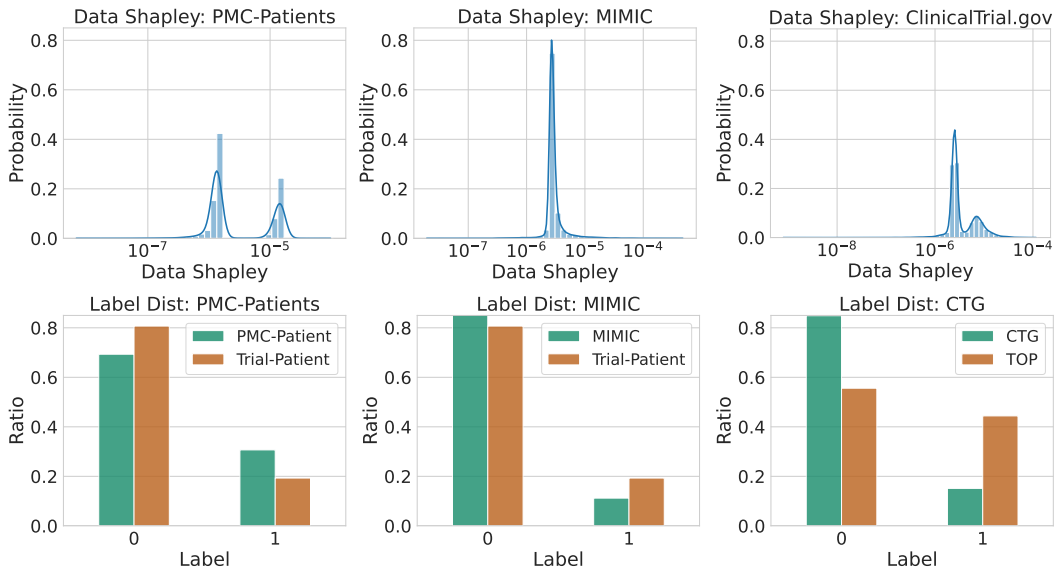 Data Shapley: PMC-Patients
0.8
0.6
0.4
0.2
0.0
Probability
10⁻⁷
10⁻⁵
Data Shapley
Data Shapley: MIMIC
0.8
0.6
0.4
0.2
0.0
Probability
10⁻⁷
10⁻⁶
10⁻⁵
10⁻⁴
Data Shapley
Data Shapley: ClinicalTrial.gov
0.8
0.6
0.4
0.2
0.0
Probability
10⁻⁸
10⁻⁶
10⁻⁴
Data Shapley
Label Dist: PMC-Patients
0.8
0.6
0.4
0.2
0.0
Ratio
PMC-Patient
Trial-Patient
0
1
Label
Label Dist: MIMIC
0.8
0.6
0.4
0.2
0.0
Ratio
MIMIC
Trial-Patient
0
1
Label
Label Dist: CTG
0.8
0.6
0.4
0.2
0.0
Ratio
CTG
TOP
0
1
Label